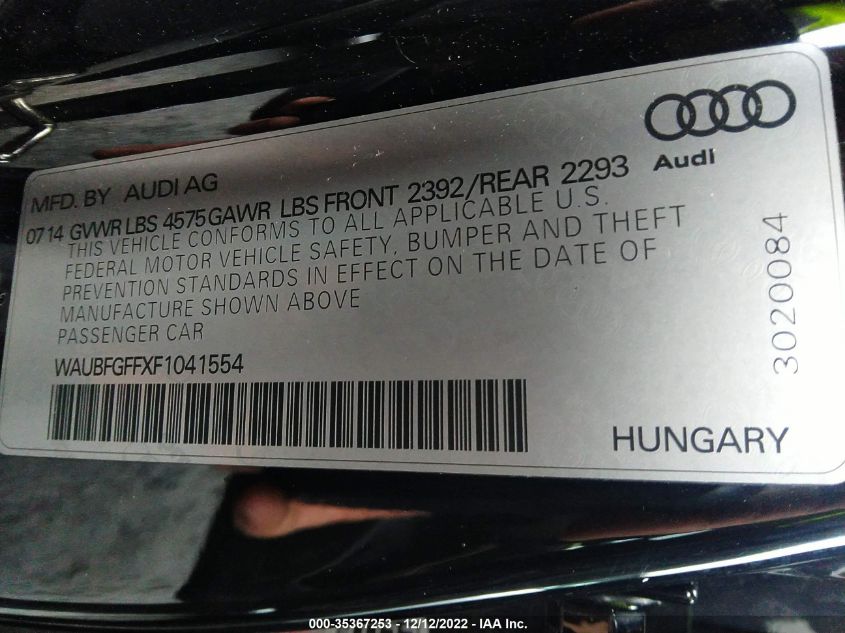 Audi
MFD. BY AUDI AG
0714 GVWR LBS 4575 GAWR LBS FRONT 2392/REAR 2293
THIS VEHICLE CONFORMS TO ALL APPLICABLE U.S.
FEDERAL MOTOR VEHICLE SAFETY, BUMPER AND THEFT
PREVENTION STANDARDS IN EFFECT ON THE DATE OF
MANUFACTURE SHOWN ABOVE
PASSENGER CAR
WAUBFGFFXF1041554
3020084
HUNGARY
000-35367253 - 12/12/2022 - IAA Inc.